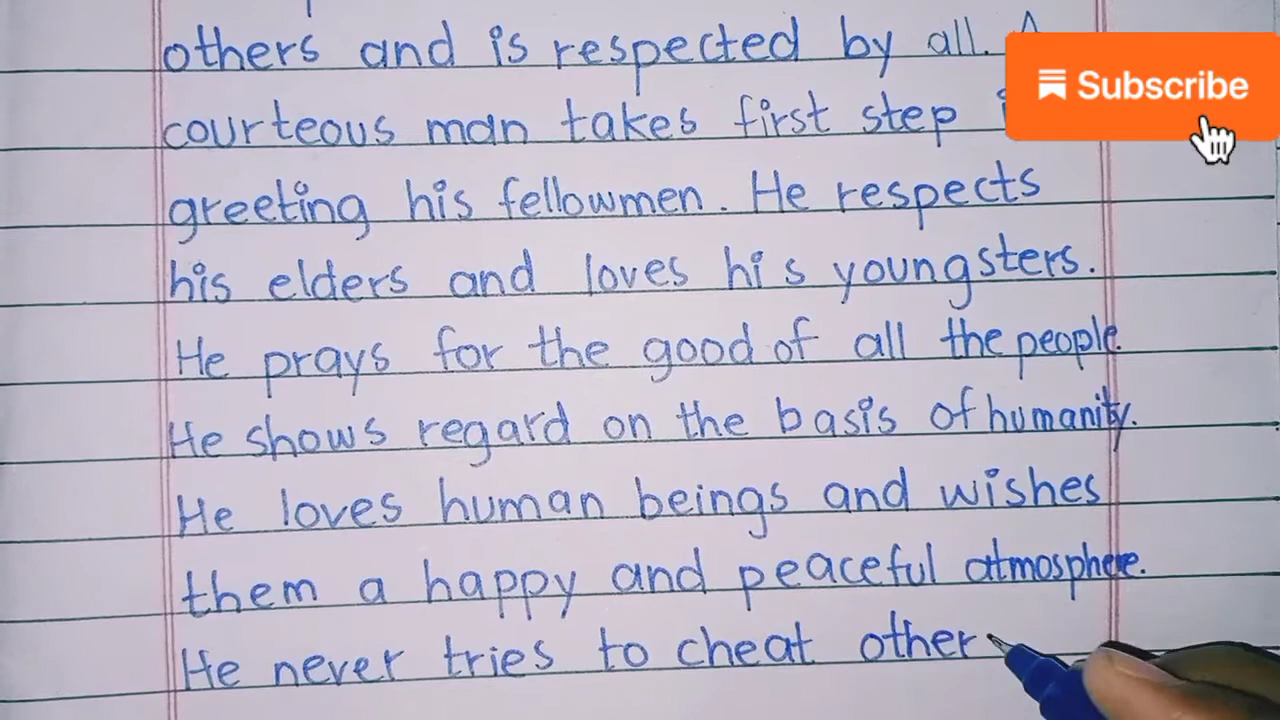 others and is respected by all. A
Subscribe
courteous man takes first step
greeting his fellowmen. He respects
his elders and loves his youngsters.
He prays for the good of all the people.
He shows regard on the basis of humanity.
He loves human beings and wishes
them a happy and peaceful atmosphere.
He never tries to cheat other